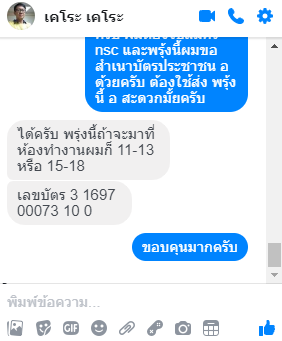 เคโระ เคโระ
nsc และพรุ้งนี้ผมขอ
สำเนาบัตรประชาชน อ
ด้วยครับ ต้องใช้ส่ง พรุ้ง
นี้ อ สะดวกมั้ยครับ
ได้ครับ พรุ่งนี้ถ้าจะมาที่
ห้องทำงานผมก็ 11-13
หรือ 15-18
เลขบัตร 3 1697
00073 10 0
ขอบคุนมากครับ
พิมพ์ข้อความ...
GIF